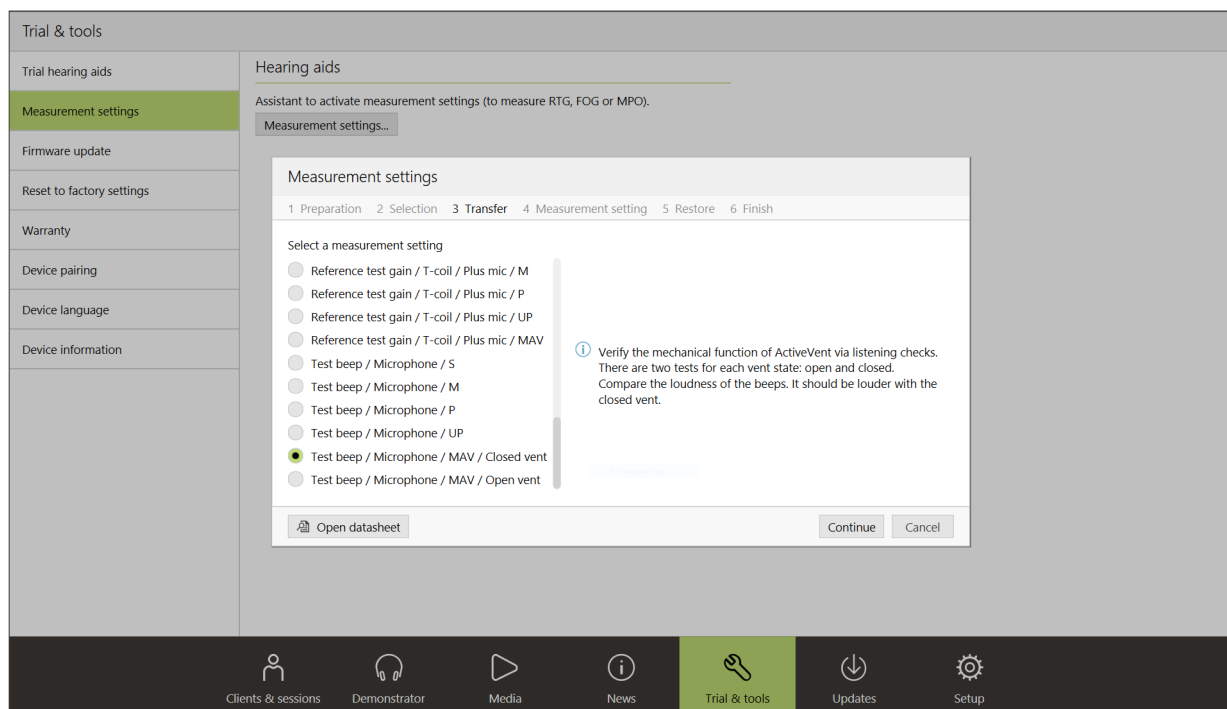 Trial & tools
Trial hearing aids
Measurement settings
Firmware update
Reset to factory settings
Warranty
Device pairing
Device language
Device information
Hearing aids
Assistant to activate measurement settings (to measure RTG, FOG or MPO).
Measurement settings...
Measurement settings
1 Preparation 2 Selection 3 Transfer 4 Measurement setting 5 Restore 6 Finish
Select a measurement setting
Reference test gain / T-coil / Plus mic / M
Reference test gain / T-coil / Plus mic / P
Reference test gain / T-coil / Plus mic / UP
Reference test gain / T-coil / Plus mic / MAV
Test beep / Microphone / S
Test beep / Microphone / M
Test beep / Microphone / P
Test beep / Microphone / UP
Test beep / Microphone / MAV / Closed vent
Test beep / Microphone / MAV / Open vent
Verify the mechanical function of ActiveVent via listening checks.
There are two tests for each vent state: open and closed.
Compare the loudness of the beeps. It should be louder with the
closed vent.
Open datasheet
Continue
Cancel
Clients & sessions
Demonstrator
Media
News
Trial & tools
Updates
Setup